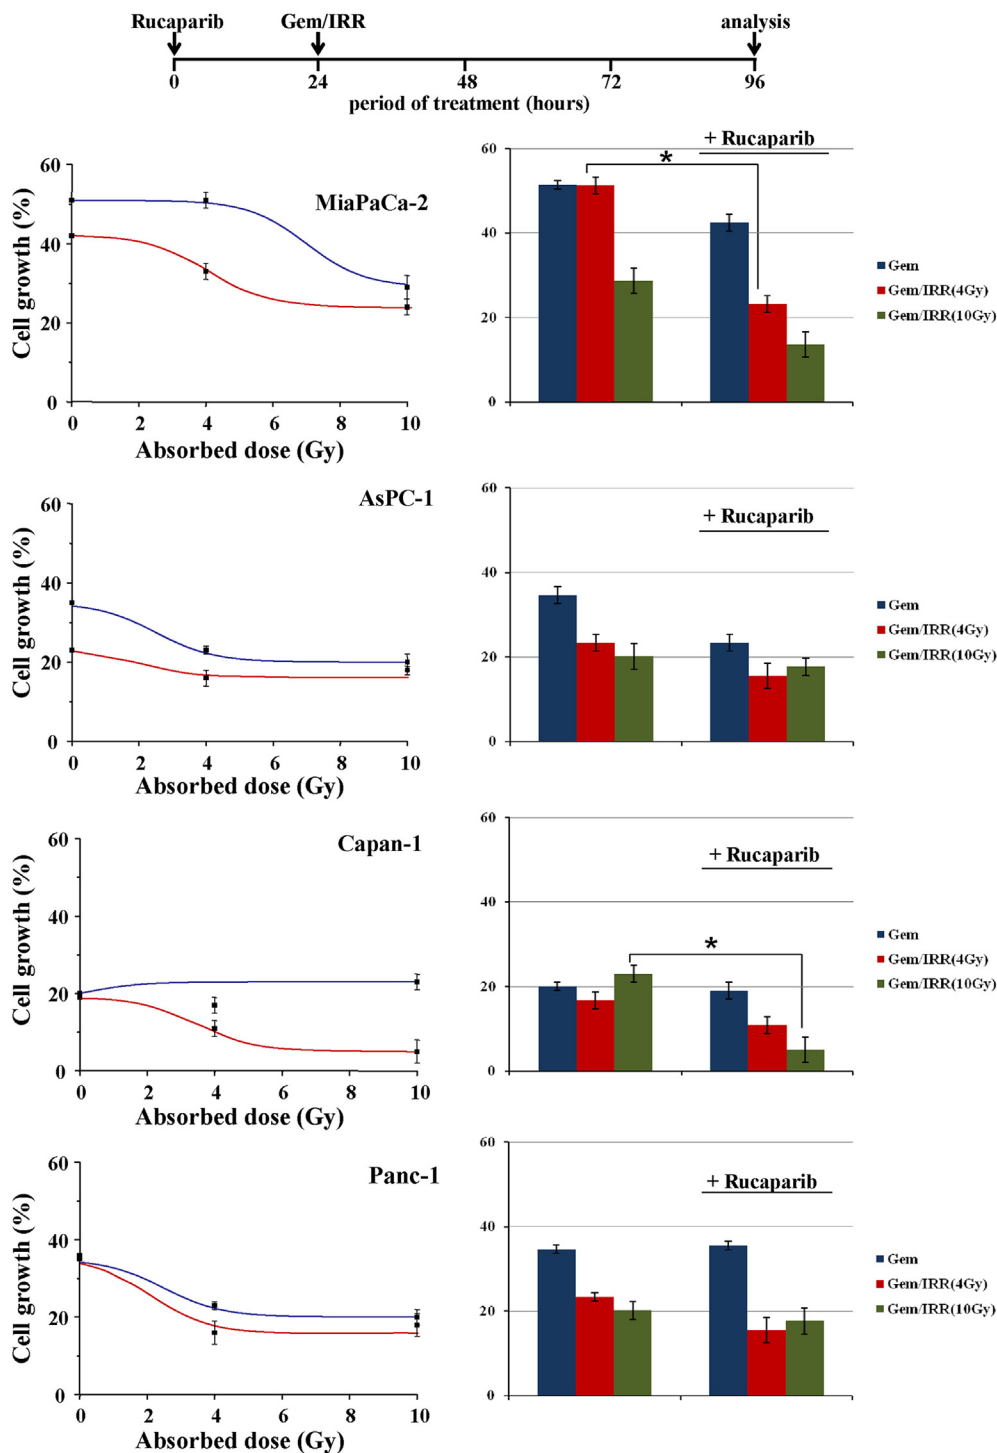 Rucaparib Gem/IRR analysis
0 24 48 72 96
period of treatment (hours)
60 40 20 0
Cell growth (%)
MiaPaCa-2
0 2 4 6 8 10
Absorbed dose (Gy)
+ Rucaparib
*
60 40 20 0
Gem
Gem/IRR(4Gy)
Gem/IRR(10Gy)
AsPC-1
60 40 20 0
Cell growth (%)
0 2 4 6 8 10
Absorbed dose (Gy)
+ Rucaparib
60 40 20 0
Gem
Gem/IRR(4Gy)
Gem/IRR(10Gy)
Capan-1
60 40 20 0
Cell growth (%)
0 2 4 6 8 10
Absorbed dose (Gy)
+ Rucaparib
*
60 40 20 0
Gem
Gem/IRR(4Gy)
Gem/IRR(10Gy)
Panc-1
60 40 20 0
Cell growth (%)
0 2 4 6 8 10
Absorbed dose (Gy)
+ Rucaparib
60 40 20 0
Gem
Gem/IRR(4Gy)
Gem/IRR(10Gy)